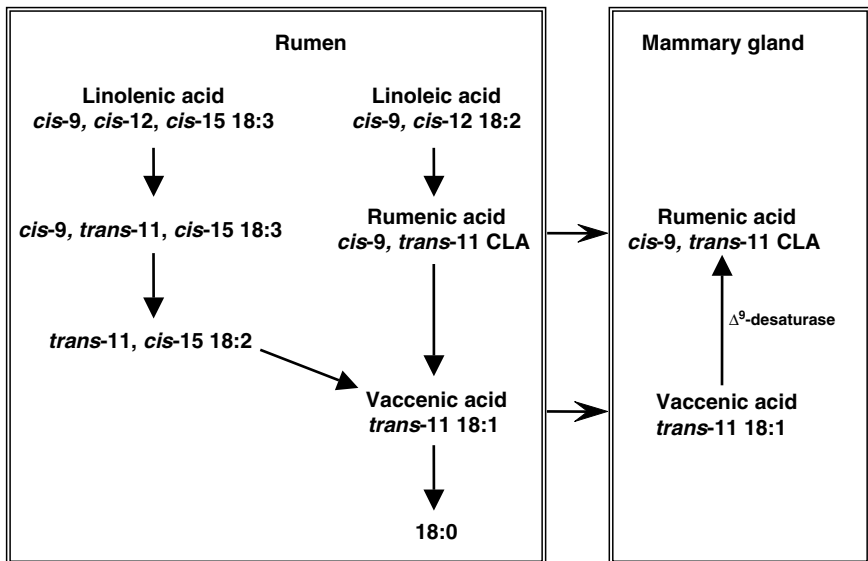 Rumen
Linolenic acid
cis-9, cis-12, cis-15 18:3
Linoleic acid
cis-9, cis-12 18:2
cis-9, trans-11, cis-15 18:3
Rumenic acid
cis-9, trans-11 CLA
trans-11, cis-15 18:2
Vaccenic acid
trans-11 18:1
18:0
Mammary gland
Rumenic acid
cis-9, trans-11 CLA
Δ⁹-desaturase
Vaccenic acid
trans-11 18:1